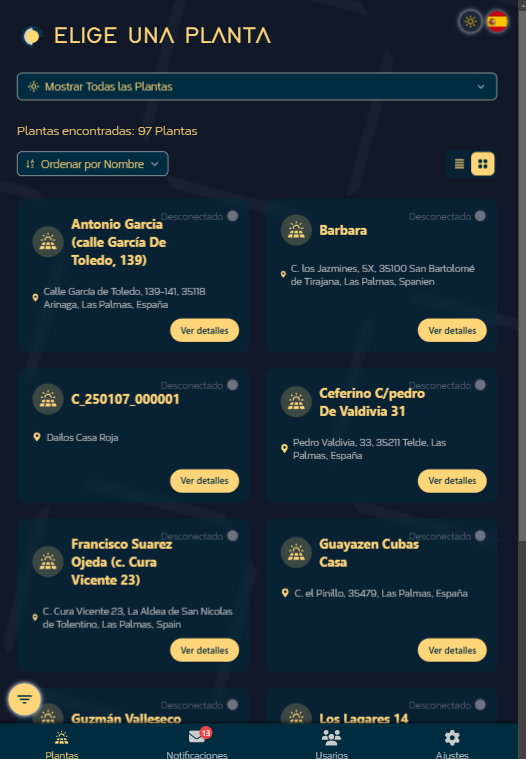 ELIGE UNA PLANTA
Mostrar Todas las Plantas
Plantas encontradas: 97 Plantas
Ordenar por Nombre
Desconectado
Antonio Garcia
(calle García De
Toledo, 139)
Calle García de Toledo, 139-141, 35118
Arinaga, Las Palmas, España
Ver detalles
Desconectado
Barbara
C. los Jazmines, 5X, 35100 San Bartolomé
de Tirajana, Las Palmas, Spanien
Ver detalles
Desconectado
C_250107_000001
Dailos Casa Roja
Ver detalles
Desconectado
Ceferino C/pedro
De Valdivia 31
Pedro Valdivia, 33, 35211 Telde, Las
Palmas, España
Ver detalles
Desconectado
Francisco Suarez
Ojeda (c. Cura
Vicente 23)
C. Cura Vicente 23, La Aldea de San Nicolas
de Tolentino, Las Palmas, Spain
Ver detalles
Desconectado
Guayazen Cubas
Casa
C. el Pinillo, 35479, Las Palmas, España
Ver detalles
Desconectado
Guzmán Valleseco
Desconectado
Los Lagares 14
Plantas
13
Notificaciones
Usuarios
Ajustes